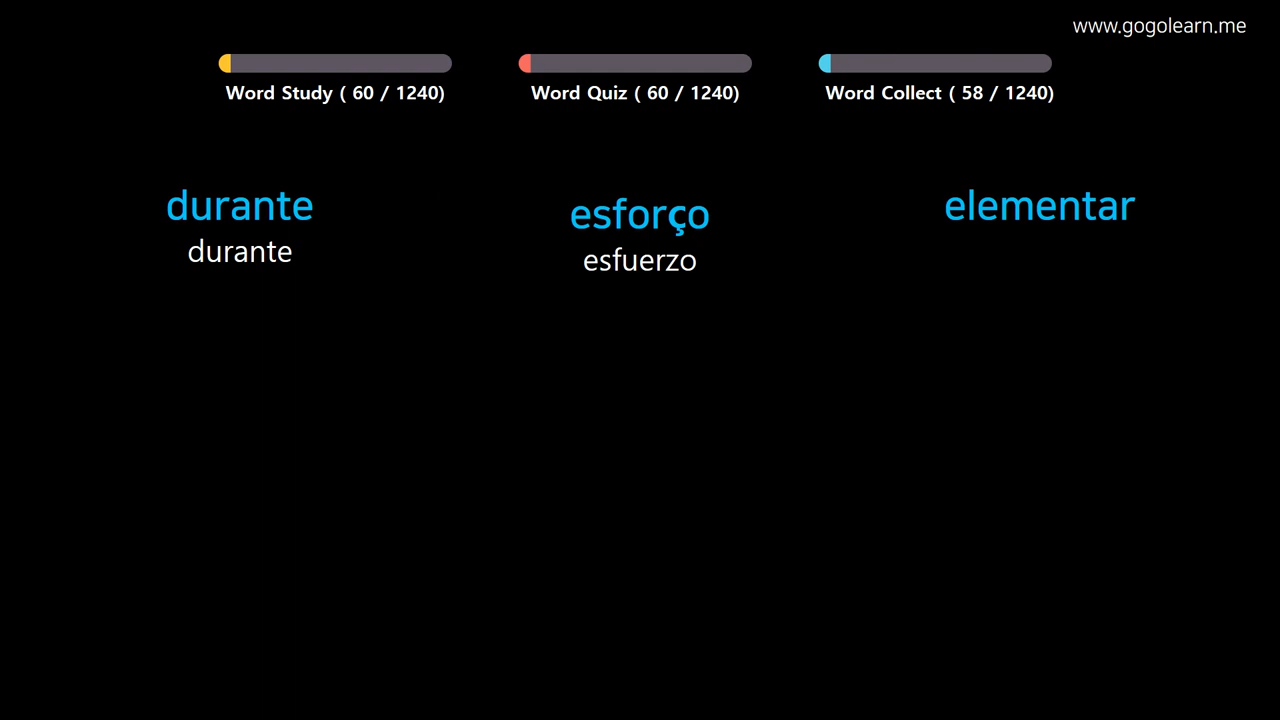 www.gogolearn.me
Word Study ( 60 / 1240)
Word Quiz ( 60 / 1240)
Word Collect ( 58 / 1240)
durante
durante
esforço
esfuerzo
elementar